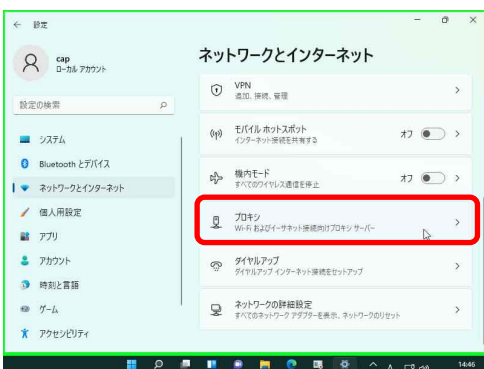 設定
cap
ローカル アカウント
設定の検索
システム
Bluetooth とデバイス
ネットワークとインターネット
個人用設定
アプリ
アカウント
時刻と言語
ゲーム
アクセシビリティ
ネットワークとインターネット
VPN
追加、接続、管理
モバイル ホットスポット
インターネット接続を共有する
オフ
機内モード
すべてのワイヤレス通信を停止
オフ
プロキシ
Wi-Fi およびイーサネット接続向けプロキシ サーバー
ダイヤルアップ
ダイヤルアップ インターネット接続をセットアップ
ネットワークの詳細設定
すべてのネットワーク アダプターを表示、ネットワークのリセット
A
14:46